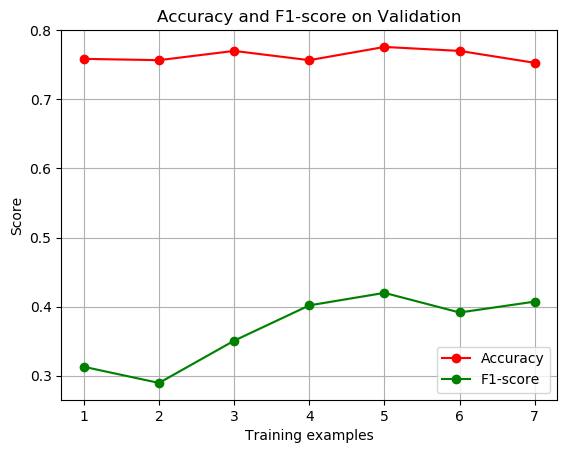 Accuracy and F1-score on Validation
0.8
0.7
0.6
0.5
0.4
0.3
Score
1 2 3 4 5 6 7
Training examples
Accuracy
F1-score